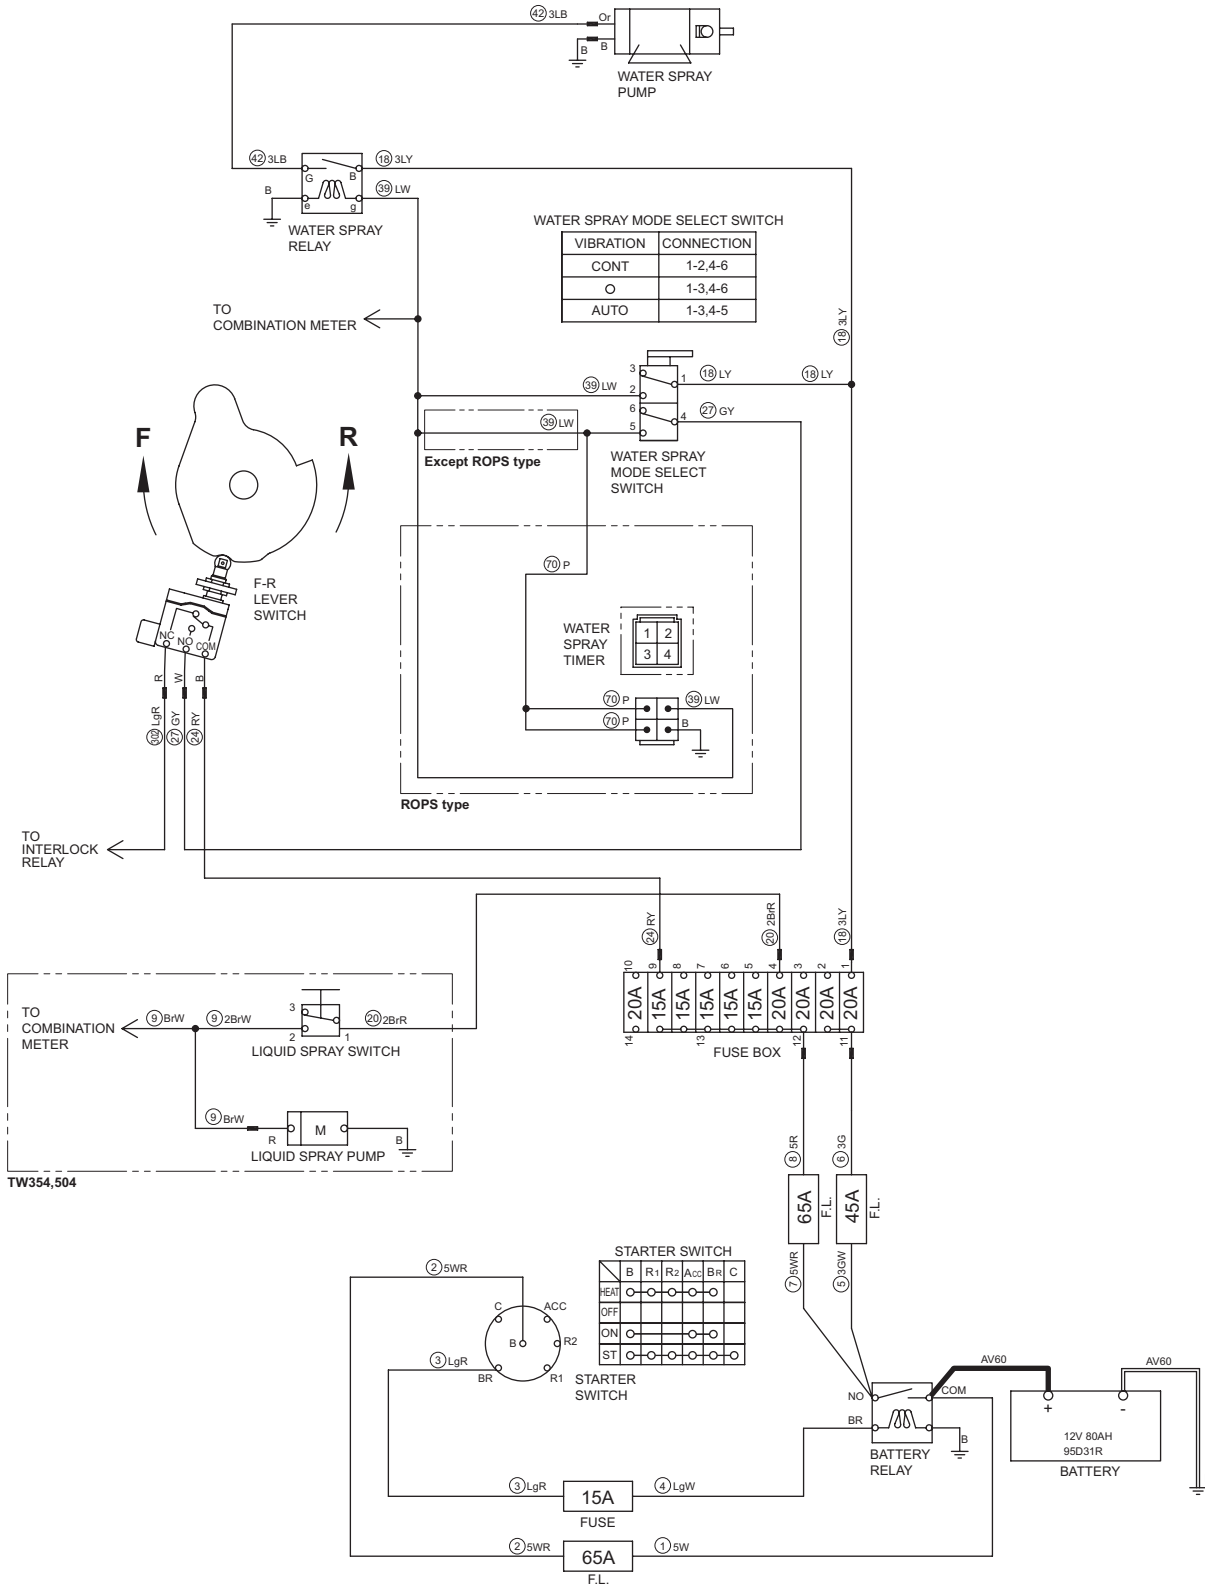 42 3LB
Or
B
B
WATER SPRAY
PUMP
42 3LB
18 3LY
G
B
39 LW
B
e
g
WATER SPRAY
RELAY
WATER SPRAY MODE SELECT SWITCH
VIBRATION CONNECTION
CONT 1-2,4-6
O 1-3,4-6
AUTO 1-3,4-5
TO
COMBINATION METER
18 3LY
3
1
18 LY
18 LY
39 LW
2
6
4
27 GY
39 LW
5
Except ROPS type
WATER SPRAY
MODE SELECT
SWITCH
F
R
F-R
LEVER
SWITCH
NC
NO
COM
R
W
B
302 LgR
27 GY
24 RY
70 P
WATER
SPRAY
TIMER
1 2
3 4
70 P
39 LW
70 P
B
ROPS type
TO
INTERLOCK
RELAY
24 RY
20 2BrR
18 3LY
10 9 8 7 6 5 4 3 2 1
20A 15A 15A 15A 15A 15A 20A 20A 20A 20A
14 13 12 11
FUSE BOX
TO
COMBINATION
METER
9 BrW
9 2BrW
3
2
1
20 2BrR
LIQUID SPRAY SWITCH
9 BrW
R
M
B
LIQUID SPRAY PUMP
TW354,504
8 5R
6 3G
65A
F.L.
45A
F.L.
7 5WR
5 3GW
2 5WR
STARTER SWITCH
B R1 R2 Acc BR C
HEAT
OFF
ON
ST
C
ACC
B
R2
BR
R1
3 LgR
STARTER
SWITCH
NO
COM
BR
B
BATTERY
RELAY
AV60
AV60
+
-
12V 80AH
95D31R
BATTERY
3 LgR
15A
4 LgW
FUSE
2 5WR
65A
1 5W
F.L.